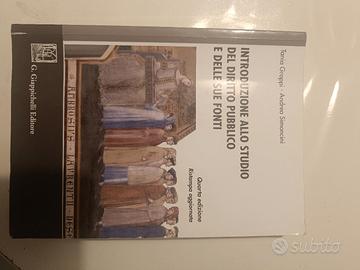 Tania Groppi - Andrea Simoncini
INTRODUZIONE ALLO STUDIO
DEL DIRITTO PUBBLICO
E DELLE SUE FONTI
Quarta edizione
Ristampa aggiornata
G. Giappichelli Editore
subito